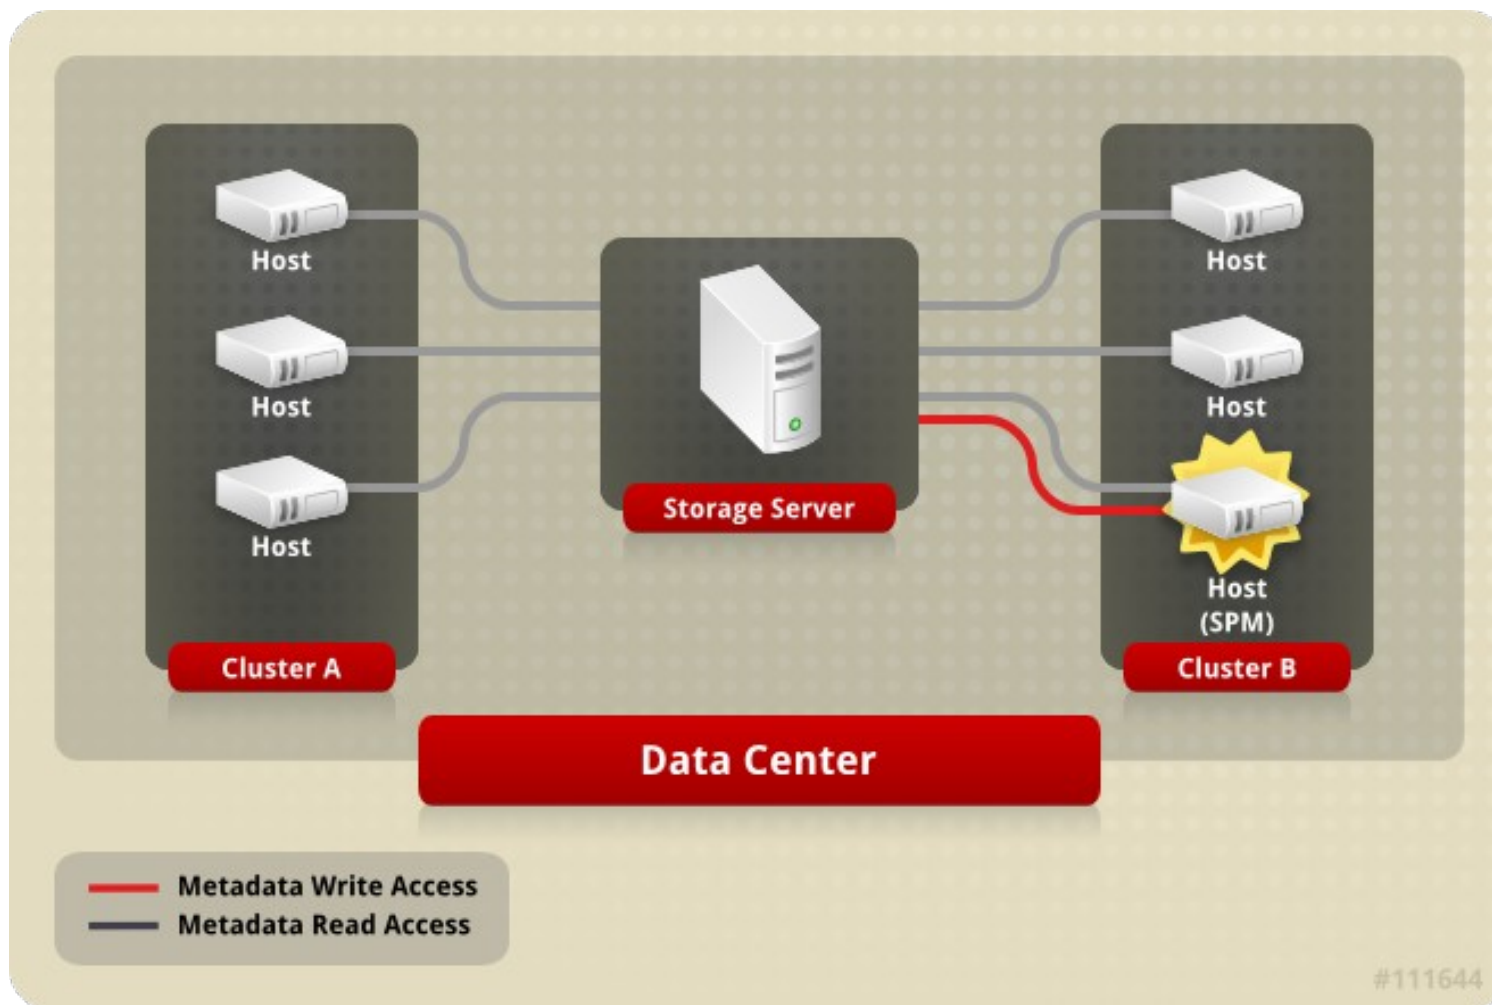 Host
Host
Host
Cluster A
Storage Server
Host
Host
Host
(SPM)
Cluster B
Data Center
Metadata Write Access
Metadata Read Access
#111644